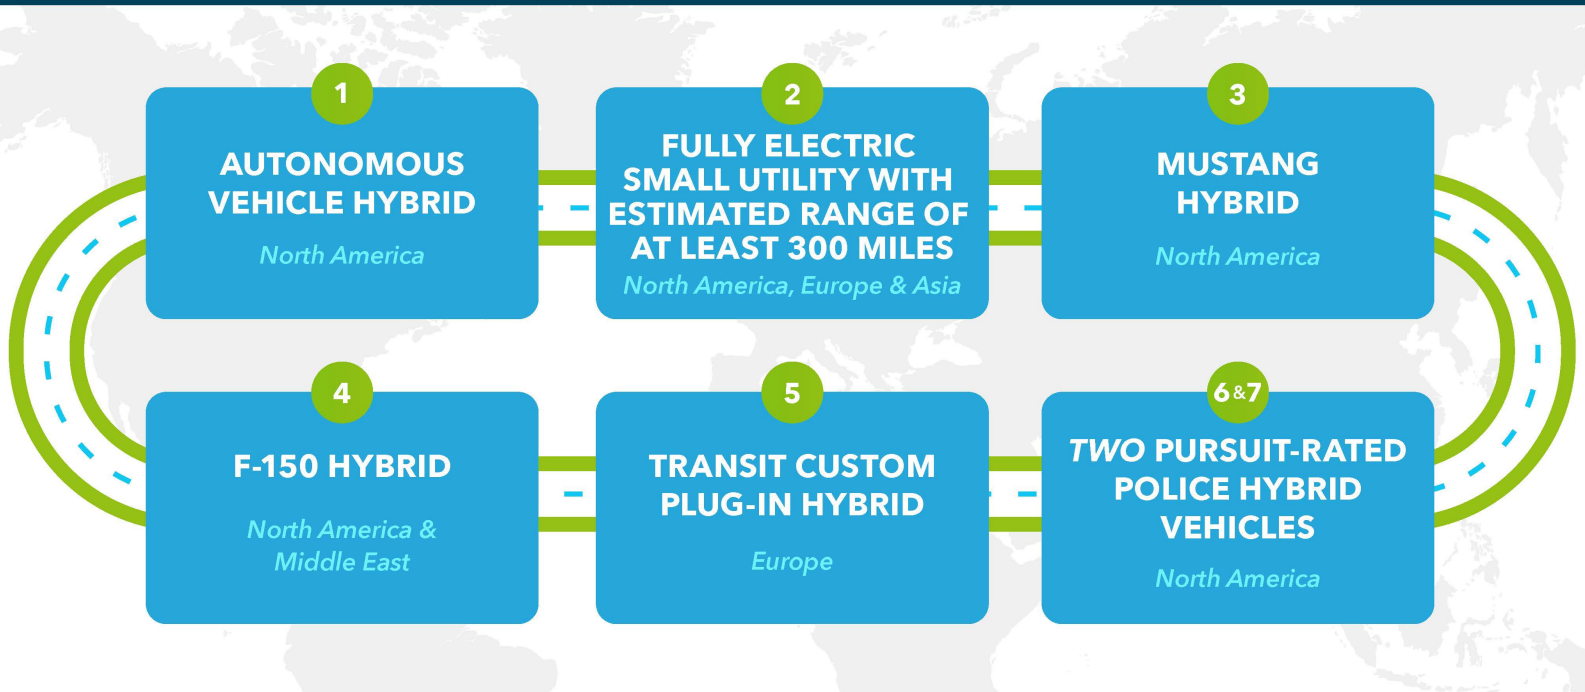 1
AUTONOMOUS
VEHICLE HYBRID
North America
2
FULLY ELECTRIC
SMALL UTILITY WITH
ESTIMATED RANGE OF
AT LEAST 300 MILES
North America, Europe & Asia
3
MUSTANG
HYBRID
North America
4
F-150 HYBRID
North America &
Middle East
5
TRANSIT CUSTOM
PLUG-IN HYBRID
Europe
6&7
TWO PURSUIT-RATED
POLICE HYBRID
VEHICLES
North America